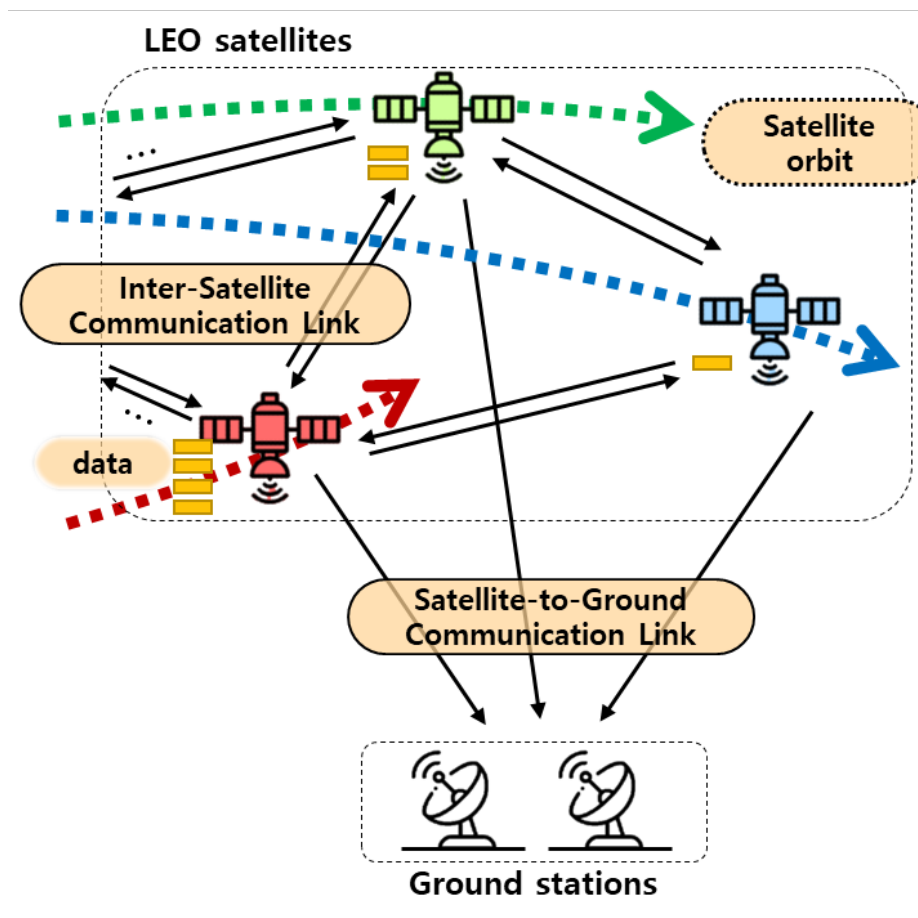 LEO satellites
...
Satellite
orbit
Inter-Satellite
Communication Link
...
data
Satellite-to-Ground
Communication Link
Ground stations